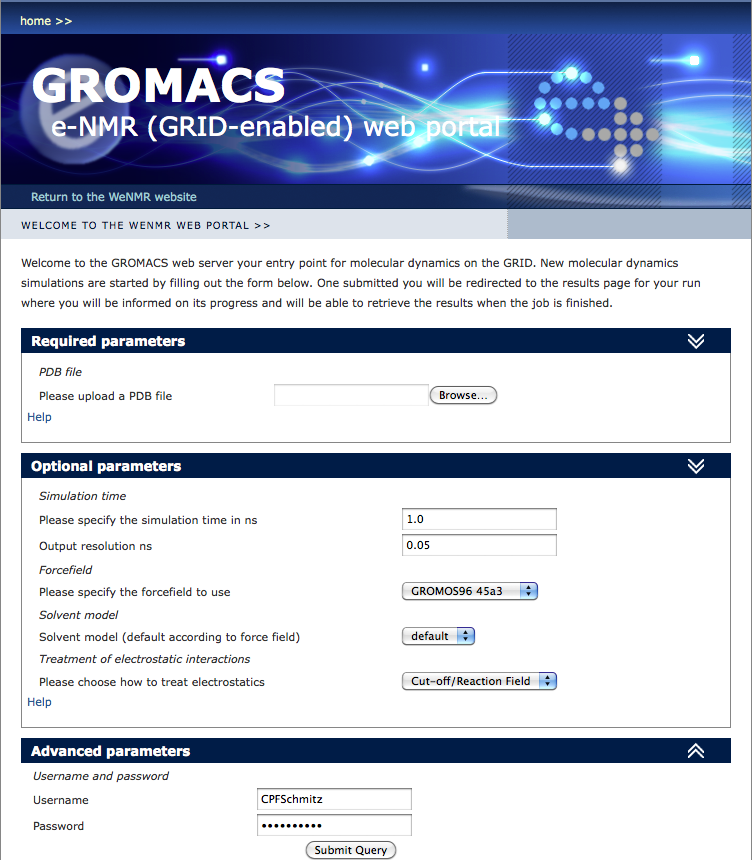 home >>
GROMACS
e-NMR (GRID-enabled) web portal
Return to the WeNMR website
WELCOME TO THE WENMR WEB PORTAL >>
Welcome to the GROMACS web server your entry point for molecular dynamics on the GRID. New molecular dynamics
simulations are started by filling out the form below. One submitted you will be redirected to the results page for your run
where you will be informed on its progress and will be able to retrieve the results when the job is finished.
Required parameters
PDB file
Please upload a PDB file Browse...
Help
Optional parameters
Simulation time
Please specify the simulation time in ns 1.0
Output resolution ns 0.05
Forcefield
Please specify the forcefield to use GROMOS96 45a3
Solvent model
Solvent model (default according to force field) default
Treatment of electrostatic interactions
Please choose how to treat electrostatics Cut-off/Reaction Field
Help
Advanced parameters
Username and password
Username CPFSchmitz
Password ••••••••••
Submit Query